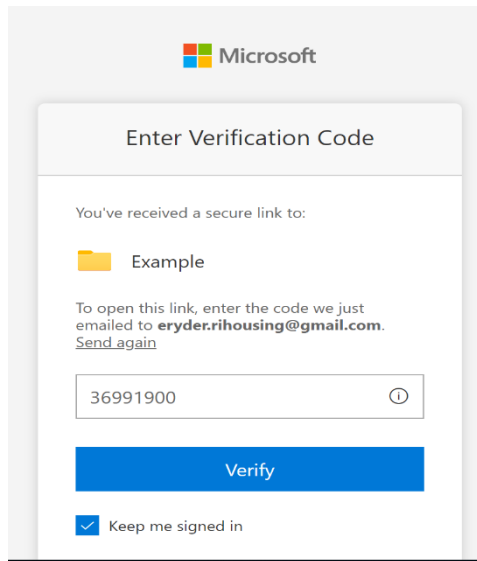 Microsoft
Enter Verification Code
You've received a secure link to:
Example
To open this link, enter the code we just
emailed to eryder.rihousing@gmail.com.
Send again
36991900
Verify
Keep me signed in